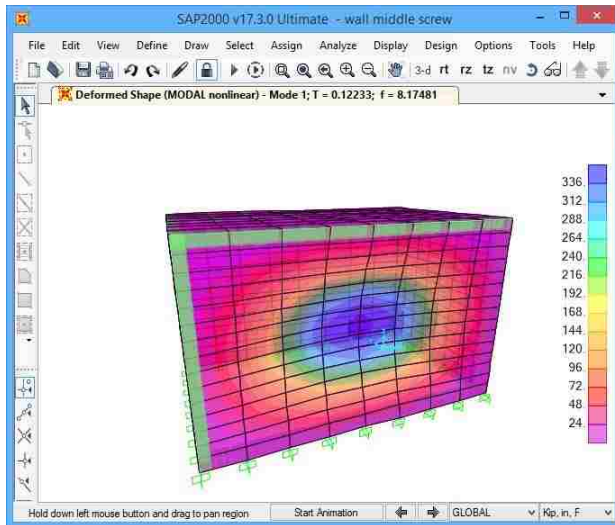 SAP2000 v17.3.0 Ultimate - wall middle screw
File Edit View Define Draw Select Assign Analyze Display Design Options Tools Help
3-d rt rz tz nv
Deformed Shape (MODAL nonlinear) - Mode 1; T = 0.12233; f = 8.17481
336.
312.
288.
264.
240.
216.
192.
168.
144.
120.
96.
72.
48.
24.
Hold down left mouse button and drag to pan region Start Animation GLOBAL Kip, in, F